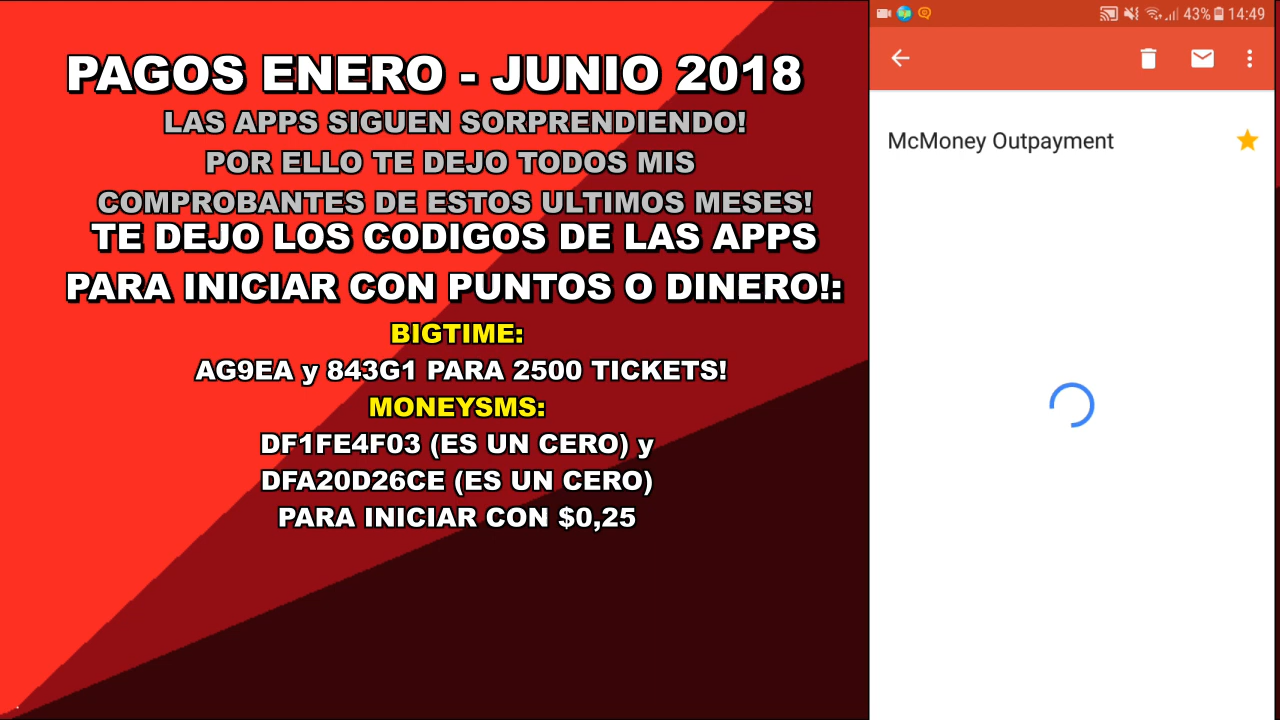 PAGOS ENERO - JUNIO 2018
LAS APPS SIGUEN SORPRENDIENDO!
POR ELLO TE DEJO TODOS MIS
COMPROBANTES DE ESTOS ULTIMOS MESES!
TE DEJO LOS CODIGOS DE LAS APPS
PARA INICIAR CON PUNTOS O DINERO!:
BIGTIME:
AG9EA y 843G1 PARA 2500 TICKETS!
MONEYSMS:
DF1FE4F03 (ES UN CERO) y
DFA20D26CE (ES UN CERO)
PARA INICIAR CON $0,25
43% 14:49
McMoney Outpayment